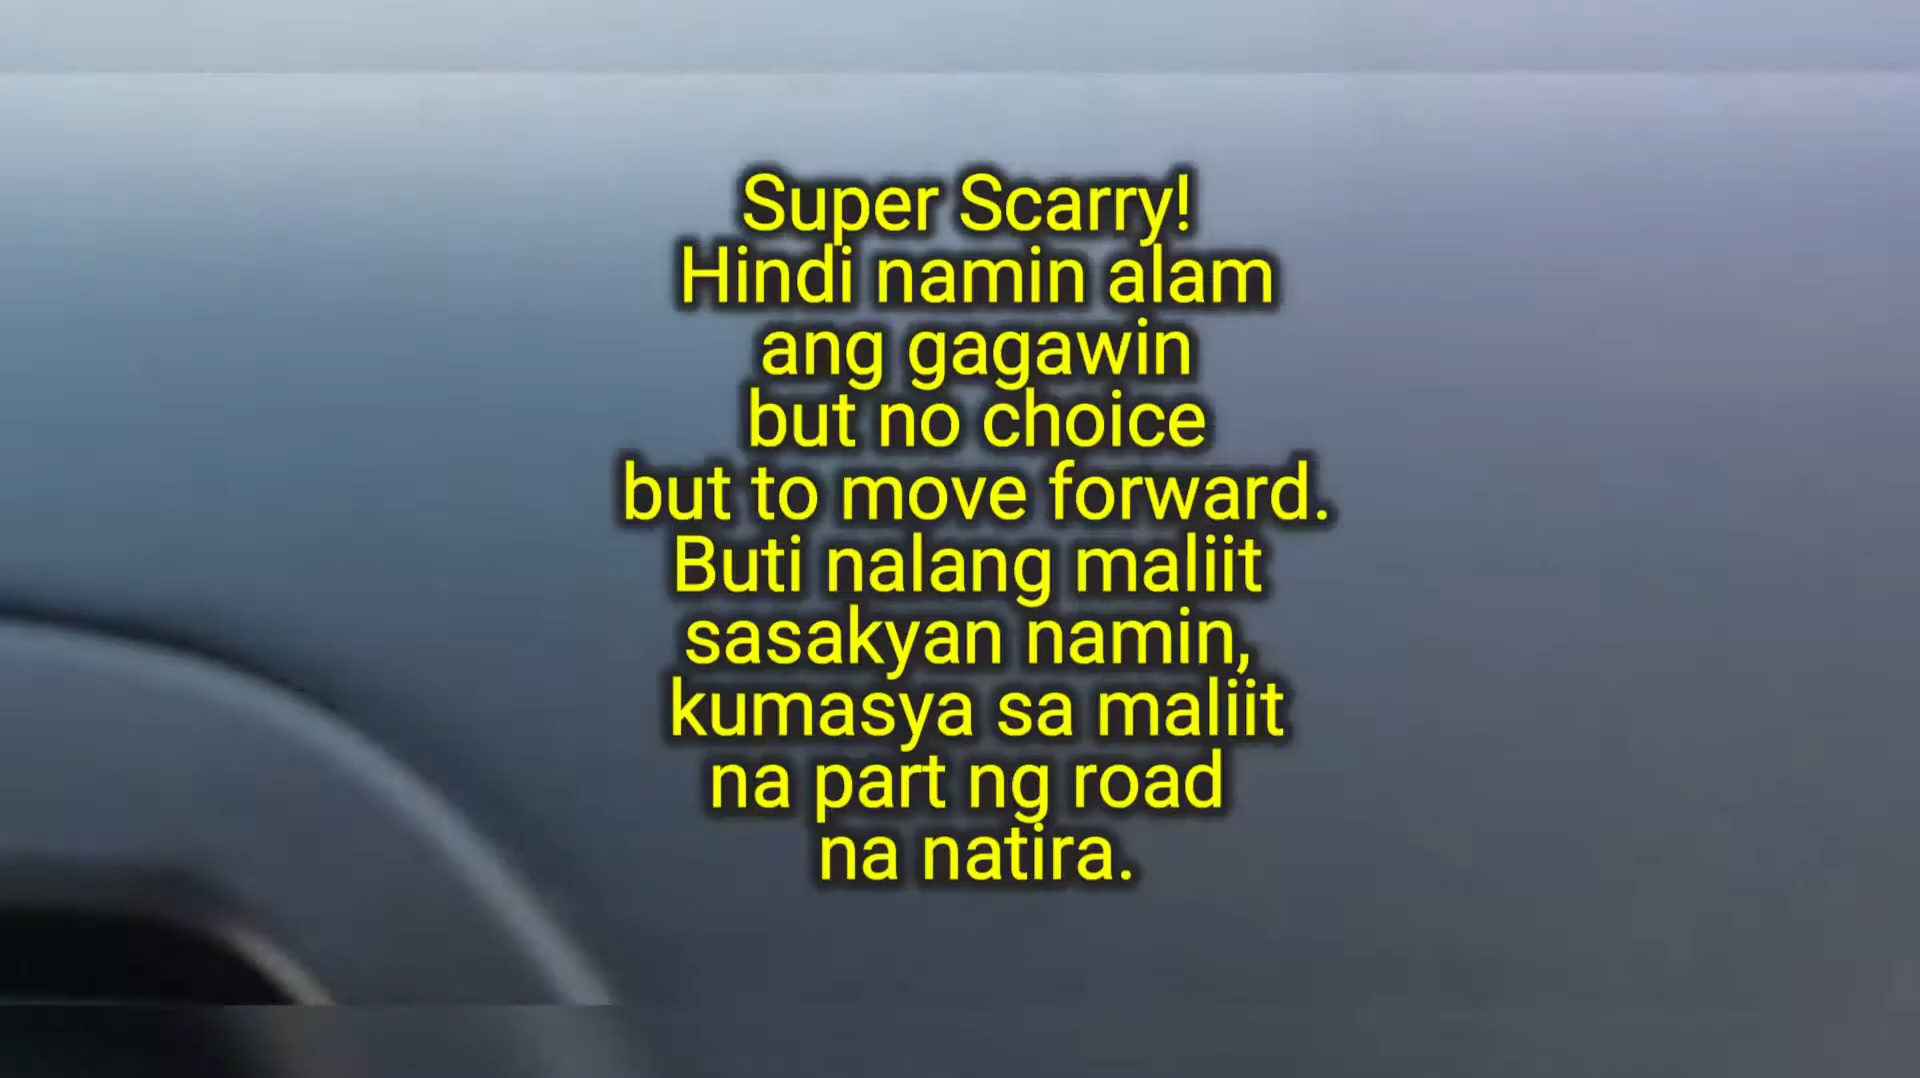 Super Scarry!
Hindi namin alam
ang gagawin
but no choice
but to move forward.
Buti nalang maliit
sasakyan namin,
kumasya sa maliit
na part ng road
na natira.